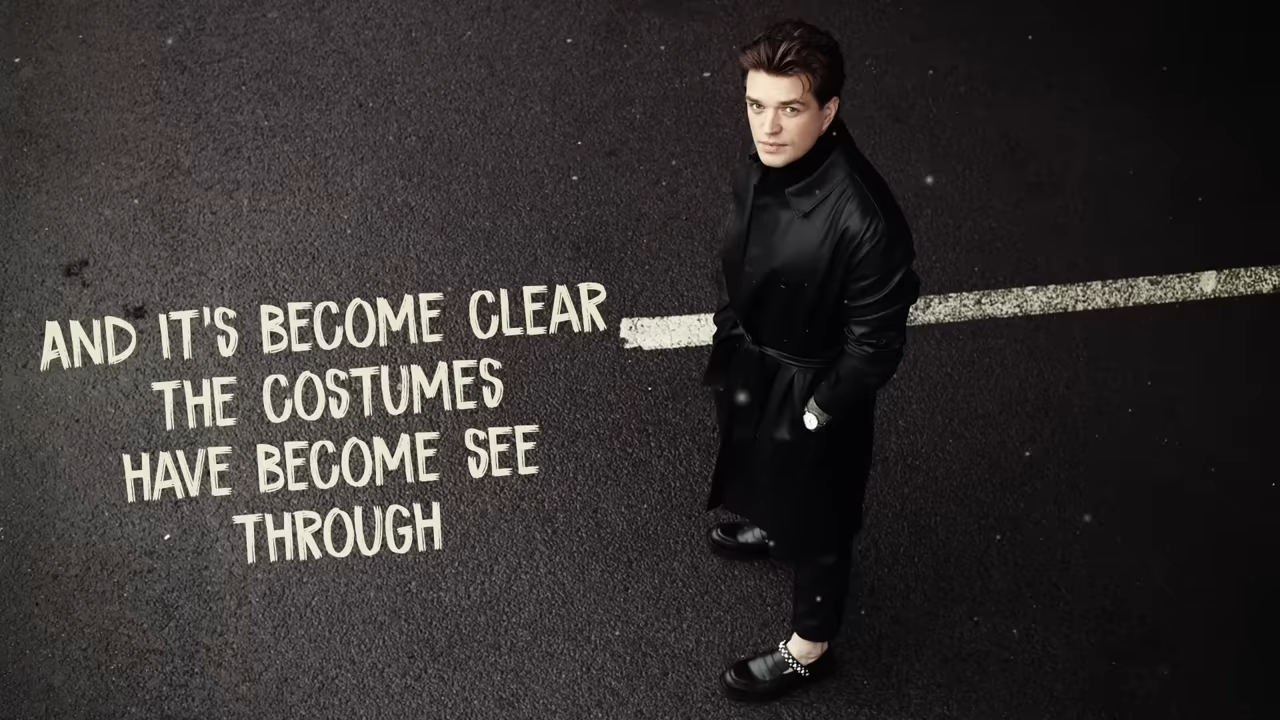 AND IT'S BECOME CLEAR
THE COSTUMES
HAVE BECOME SEE
THROUGH